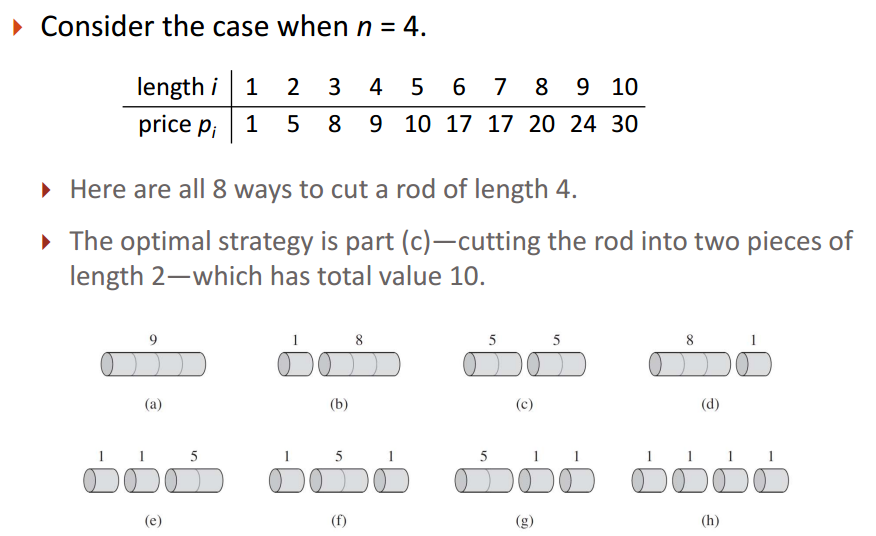 Consider the case when n = 4.
length i 1 2 3 4 5 6 7 8 9 10
price pi 1 5 8 9 10 17 17 20 24 30
Here are all 8 ways to cut a rod of length 4.
The optimal strategy is part (c)—cutting the rod into two pieces of
length 2—which has total value 10.
9 1 8 5 5 8 1
(a) (b) (c) (d)
1 1 5 1 5 1 5 1 1 1 1 1 1
(e) (f) (g) (h)